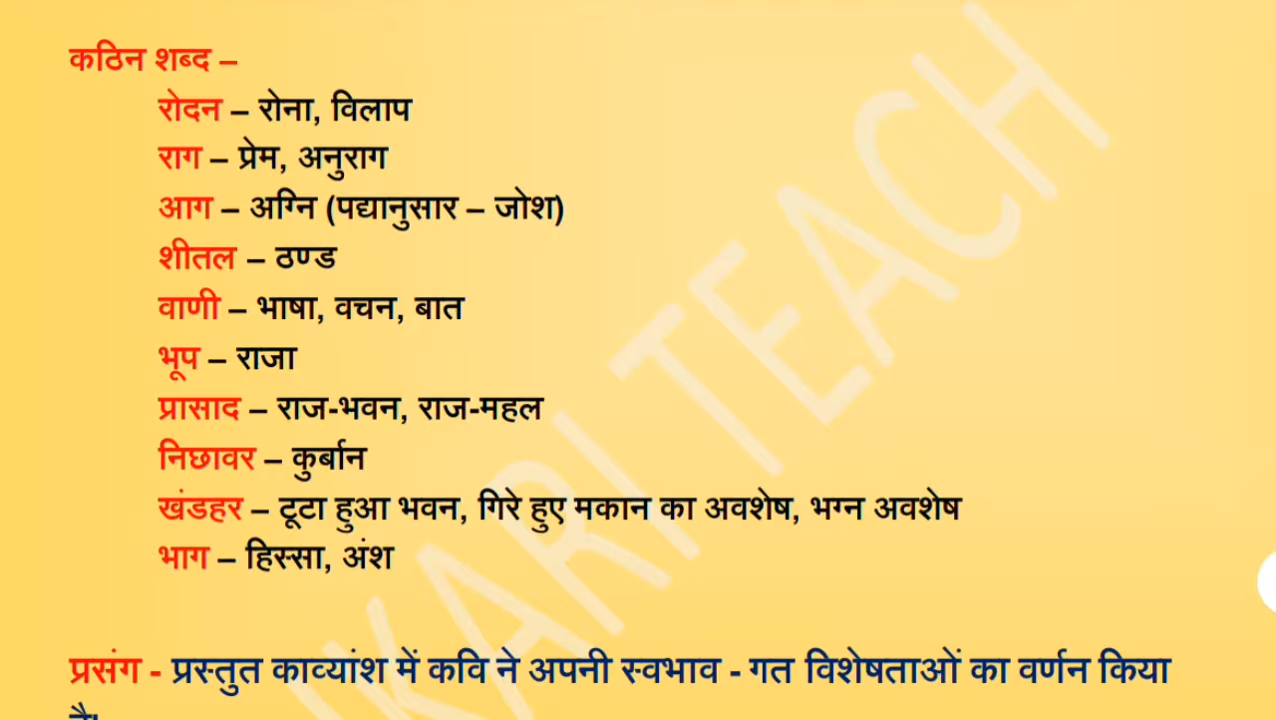 कठिन शब्द –
रोदन – रोना, विलाप
राग – प्रेम, अनुराग
आग – अग्नि (पद्यानुसार – जोश)
शीतल – ठण्ड
वाणी – भाषा, वचन, बात
भूप – राजा
प्रासाद – राज-भवन, राज-महल
निछावर – कुर्बान
खंडहर – टूटा हुआ भवन, गिरे हुए मकान का अवशेष, भग्न अवशेष
भाग – हिस्सा, अंश
प्रसंग - प्रस्तुत काव्यांश में कवि ने अपनी स्वभाव - गत विशेषताओं का वर्णन किया
KARI TEACH